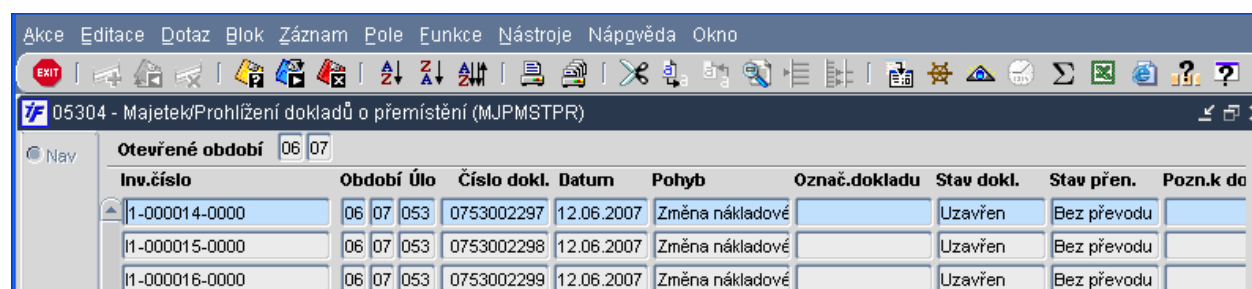 Akce Editace Dotaz Blok Záznam Pole Funkce Nástroje Nápověda Okno
EXIT
05304 - Majetek/Prohlížení dokladů o přemístění (MJPMSTPR)
Nav Otevřené období 06 07
Inv.číslo Období Úlo Číslo dokl. Datum Pohyb Označ.dokladu Stav dokl. Stav přen. Pozn.k do
I1-000014-0000 06 07 053 0753002297 12.06.2007 Změna nákladové Uzavřen Bez převodu
I1-000015-0000 06 07 053 0753002298 12.06.2007 Změna nákladové Uzavřen Bez převodu
I1-000016-0000 06 07 053 0753002299 12.06.2007 Změna nákladové Uzavřen Bez převodu